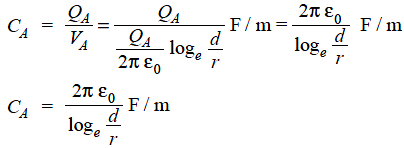 C_A = Q_A / V_A = Q_A / ( Q_A / 2π ε_0 log_e d / r ) F / m = 2π ε_0 / ( log_e d / r ) F / m
C_A = 2π ε_0 / ( log_e d / r ) F / m